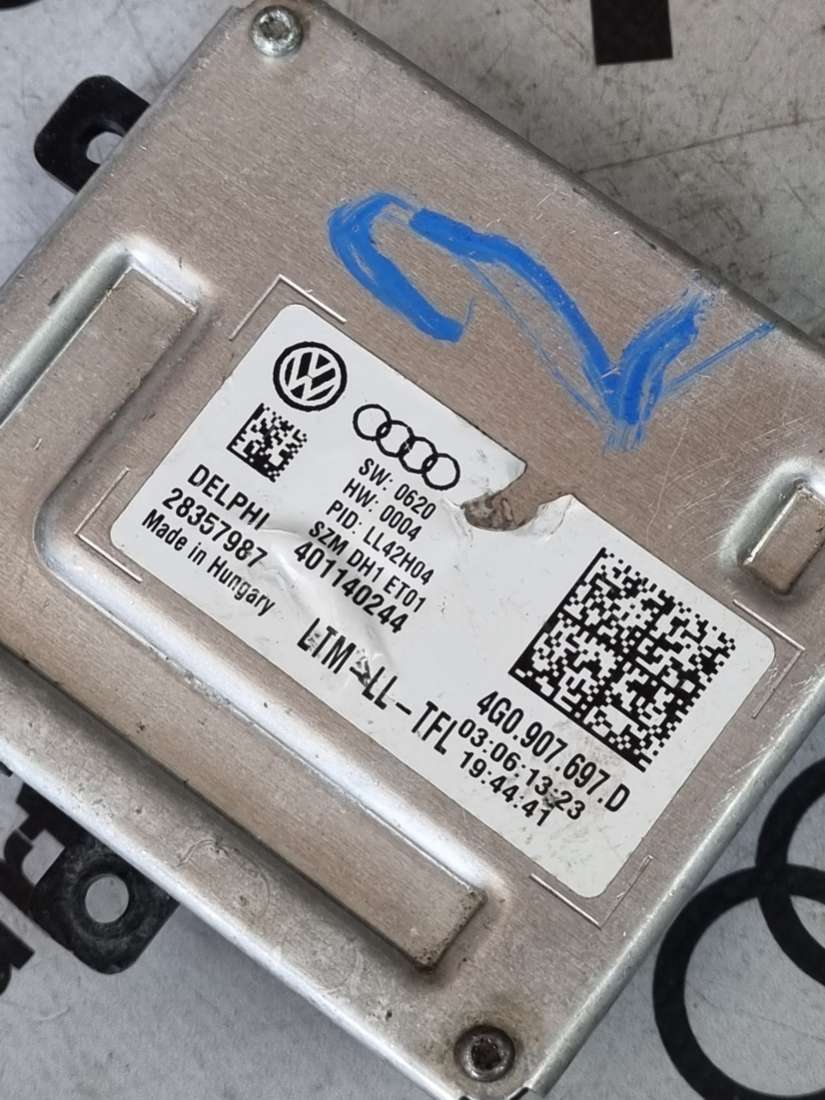 SW: 0620
HW: 0004
PID: LL42H04
SZM DH1 ET01
401140244
DELPHI
28357987
Made in Hungary
LTM-LL-TFL
4G0.907.697.D
03:06:13:23
19:44:41